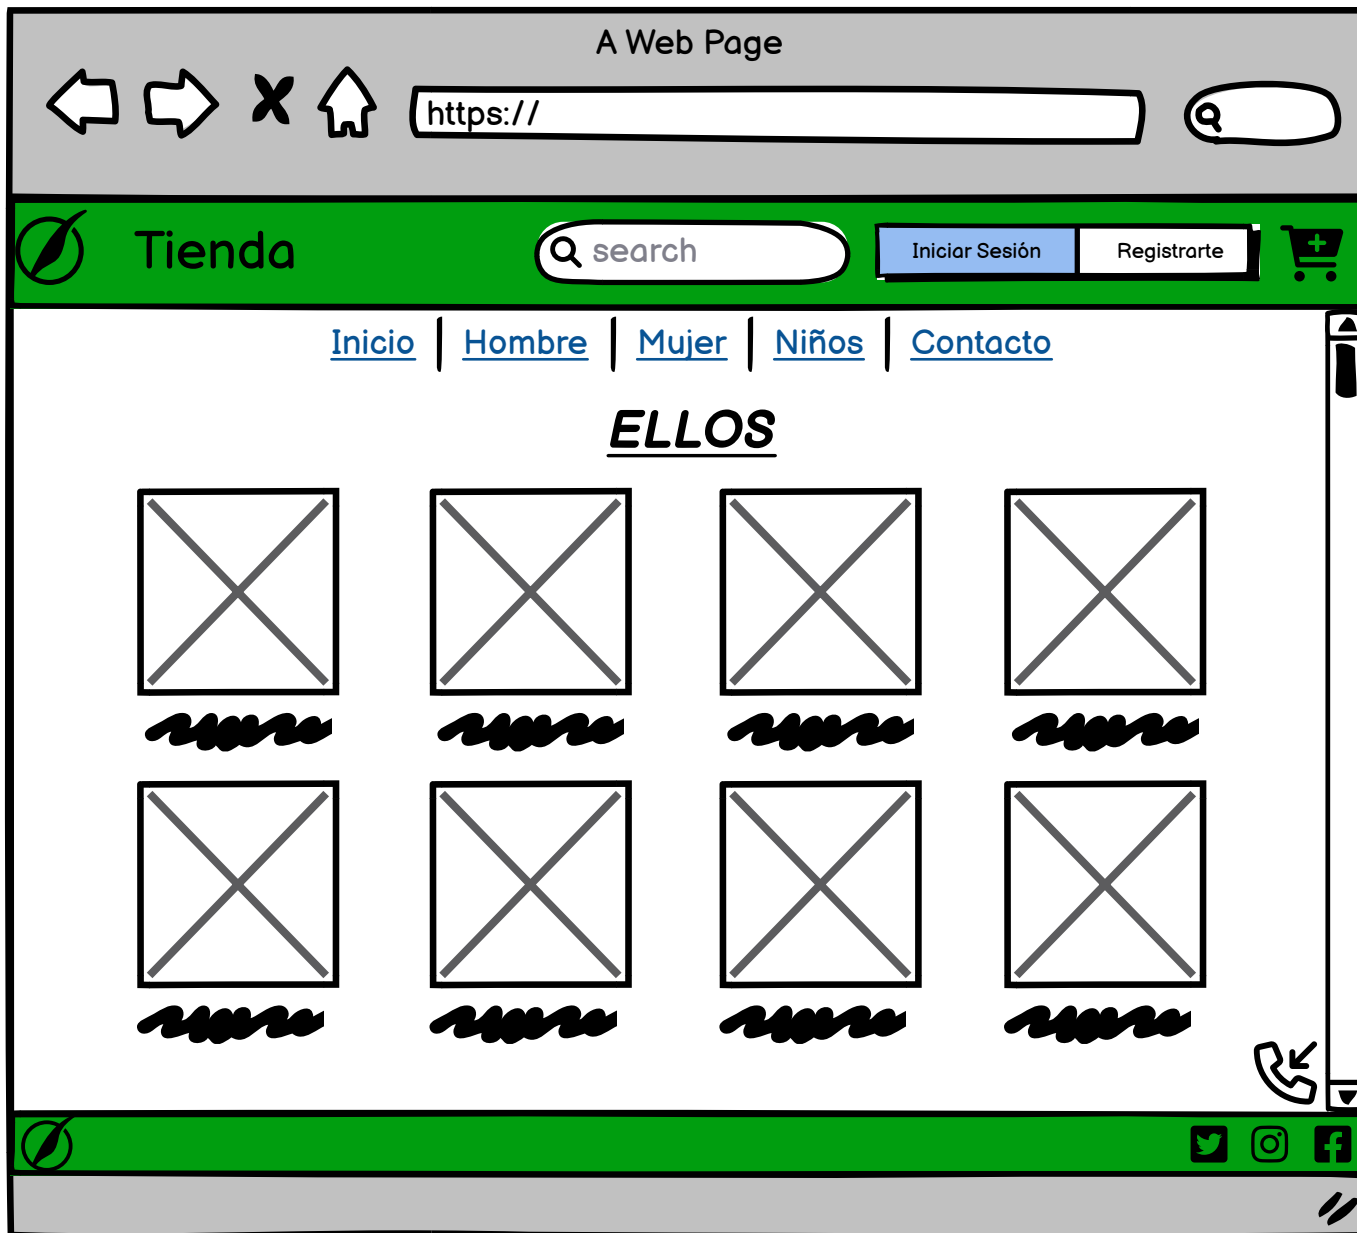 A Web Page
https://
Tienda
search
Iniciar Sesión
Registrarte
Inicio
Hombre
Mujer
Niños
Contacto
ELLOS